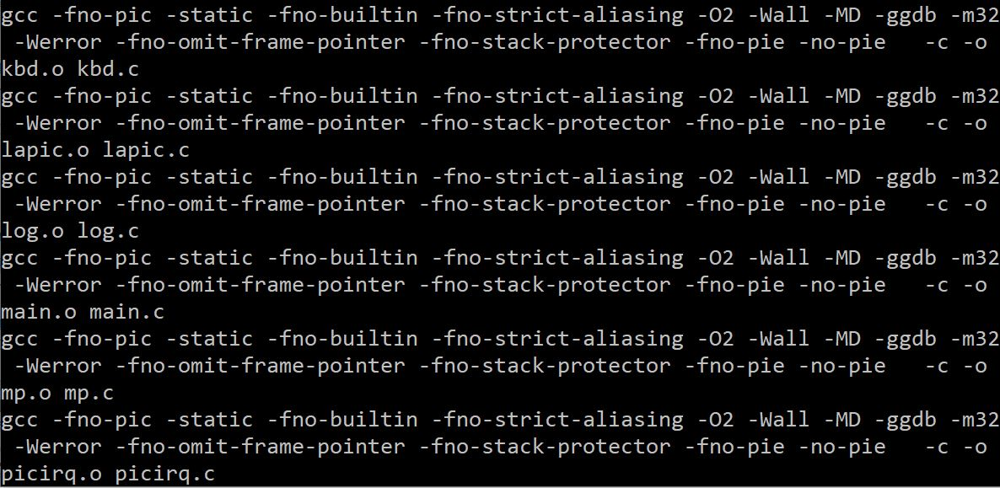 gcc -fno-pic -static -fno-builtin -fno-strict-aliasing -O2 -Wall -MD -ggdb -m32
 -Werror -fno-omit-frame-pointer -fno-stack-protector -fno-pie -no-pie   -c -o
kbd.o kbd.c
gcc -fno-pic -static -fno-builtin -fno-strict-aliasing -O2 -Wall -MD -ggdb -m32
 -Werror -fno-omit-frame-pointer -fno-stack-protector -fno-pie -no-pie   -c -o
lapic.o lapic.c
gcc -fno-pic -static -fno-builtin -fno-strict-aliasing -O2 -Wall -MD -ggdb -m32
 -Werror -fno-omit-frame-pointer -fno-stack-protector -fno-pie -no-pie   -c -o
log.o log.c
gcc -fno-pic -static -fno-builtin -fno-strict-aliasing -O2 -Wall -MD -ggdb -m32
 -Werror -fno-omit-frame-pointer -fno-stack-protector -fno-pie -no-pie   -c -o
main.o main.c
gcc -fno-pic -static -fno-builtin -fno-strict-aliasing -O2 -Wall -MD -ggdb -m32
 -Werror -fno-omit-frame-pointer -fno-stack-protector -fno-pie -no-pie   -c -o
mp.o mp.c
gcc -fno-pic -static -fno-builtin -fno-strict-aliasing -O2 -Wall -MD -ggdb -m32
 -Werror -fno-omit-frame-pointer -fno-stack-protector -fno-pie -no-pie   -c -o
picirq.o picirq.c